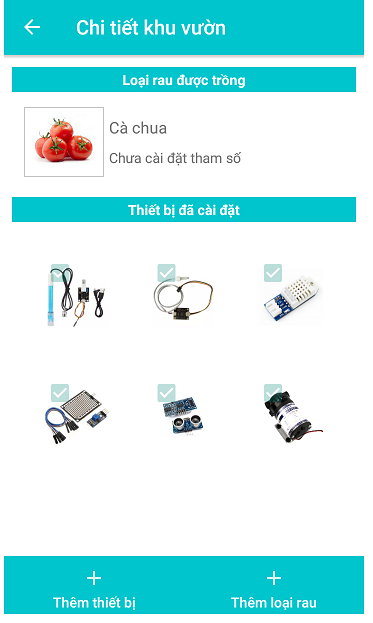 Chi tiết khu vườn
Loại rau được trồng
Cà chua
Chưa cài đặt tham số
Thiết bị đã cài đặt
Thêm thiết bị
Thêm loại rau